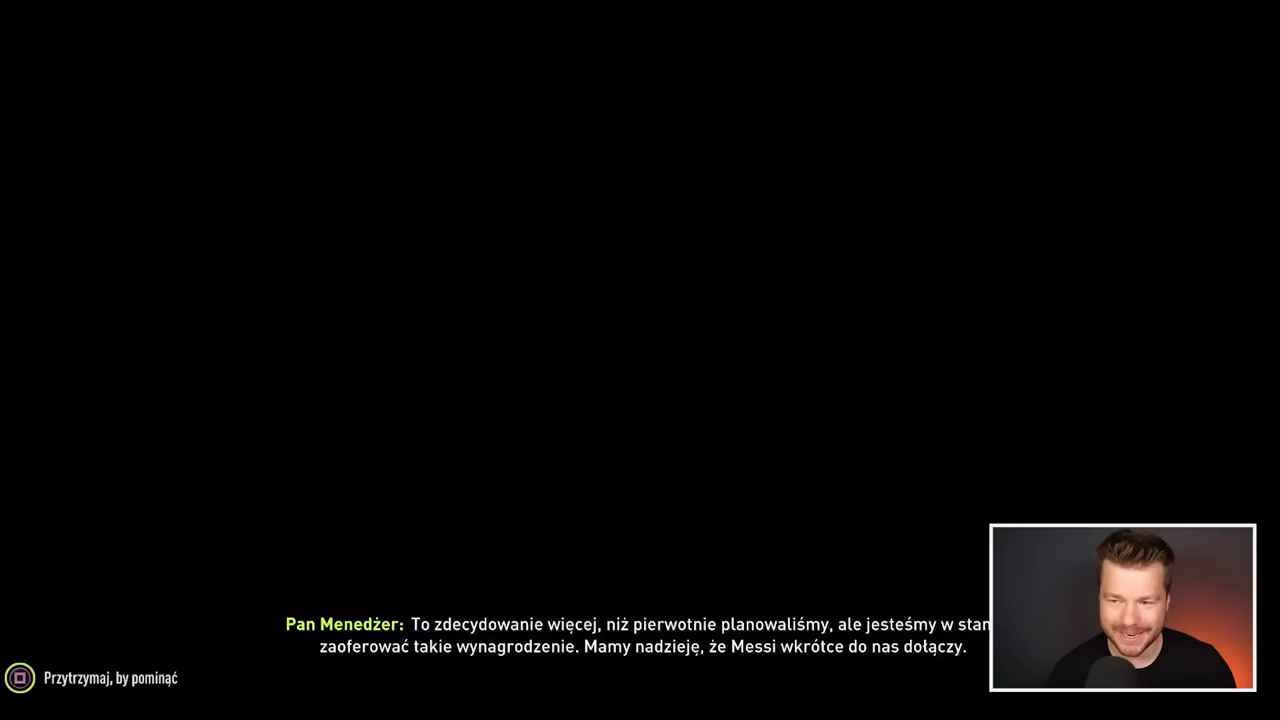 Pan Menedżer: To zdecydowanie więcej, niż pierwotnie planowaliśmy, ale jesteśmy w stan
zaoferować takie wynagrodzenie. Mamy nadzieję, że Messi wkrótce do nas dołączy.
Przytrzymaj, by pominąć